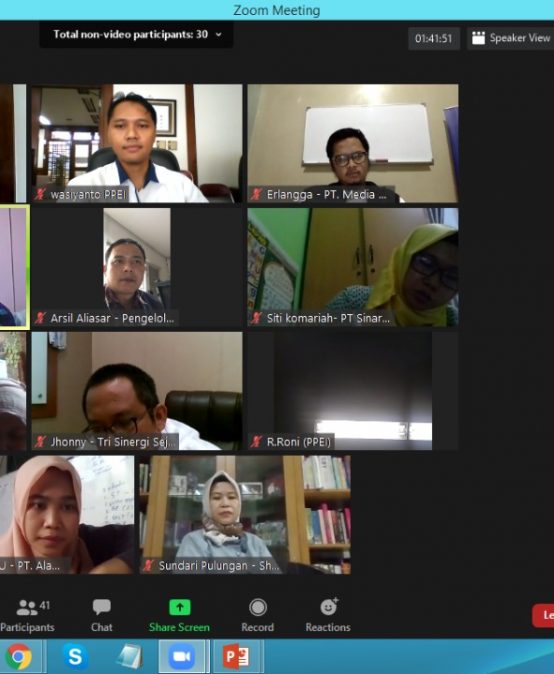 Zoom Meeting
Total non-video participants: 30
01:41:51
Speaker View
wasiyanto PPEI
Erlangga - PT. Media ...
Arsil Aliasar - Pengelol...
Siti komariah- PT Sinar...
Jhonny - Tri Sinergi Sej...
R.Roni (PPEi)
U - PT. Ala...
Sundari Pulungan - Sh...
41
Participants
Chat
Share Screen
Record
Reactions
Le